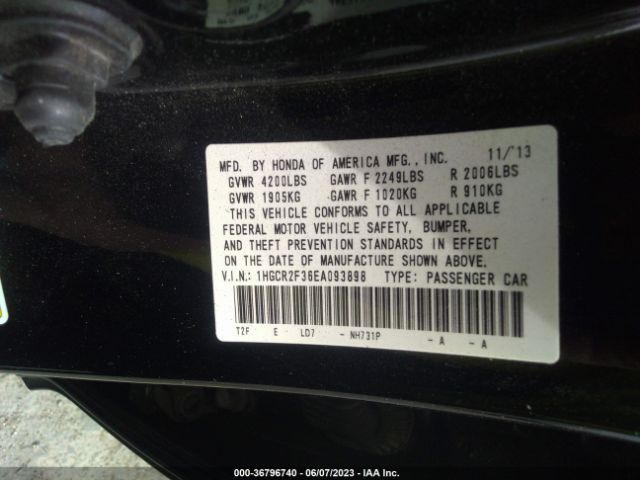 MFD. BY HONDA OF AMERICA MFG., INC. 11/'13
GVWR 4200LBS GAWR F 2249LBS R 2006LBS
GVWR 1905KG GAWR F 1020KG R 910KG
THIS VEHICLE CONFORMS TO ALL APPLICABLE
FEDERAL MOTOR VEHICLE SAFETY, BUMPER,
AND THEFT PREVENTION STANDARDS IN EFFECT
ON THE DATE OF MANUFACTURE SHOWN ABOVE.
V.I.N.: 1HGCR2F36EA093898 TYPE: PASSENGER CAR
T2F E LD7 - NH731P - A - A
000-36796740 - 06/07/2023 - IAA Inc.